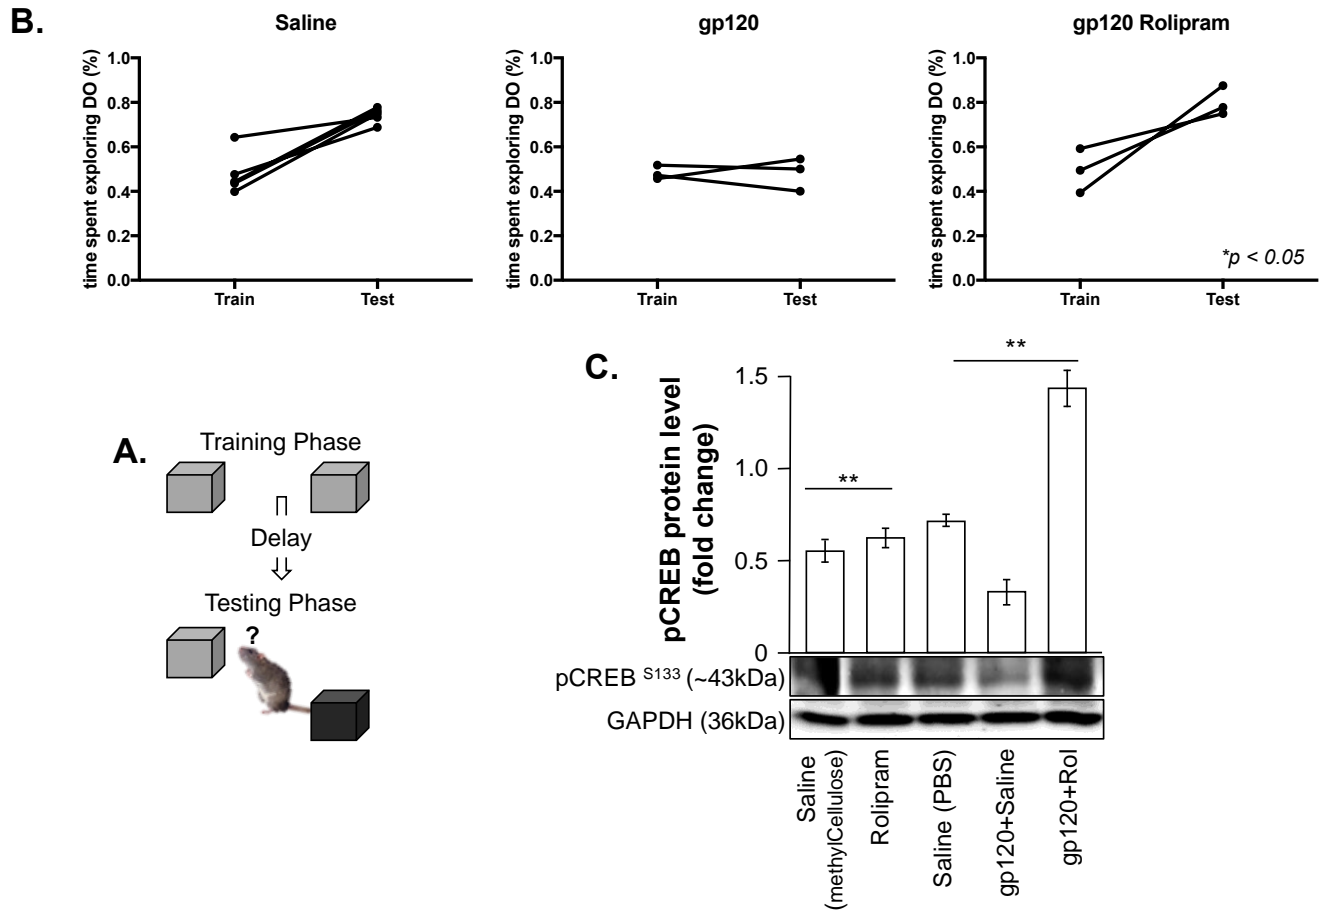 B.
Saline
time spent exploring DO (%)
1.0
0.8
0.6
0.4
0.2
0.0
Train
Test
gp120
time spent exploring DO (%)
1.0
0.8
0.6
0.4
0.2
0.0
Train
Test
gp120 Rolipram
time spent exploring DO (%)
1.0
0.8
0.6
0.4
0.2
0.0
*p < 0.05
Train
Test
A.
Training Phase
Delay
Testing Phase
?
C.
pCREB protein level
(fold change)
1.5
1.0
0.5
0
**
**
pCREB S133 (~43kDa)
GAPDH (36kDa)
Saline
(methylCellulose)
Rolipram
Saline (PBS)
gp120+Saline
gp120+Rol